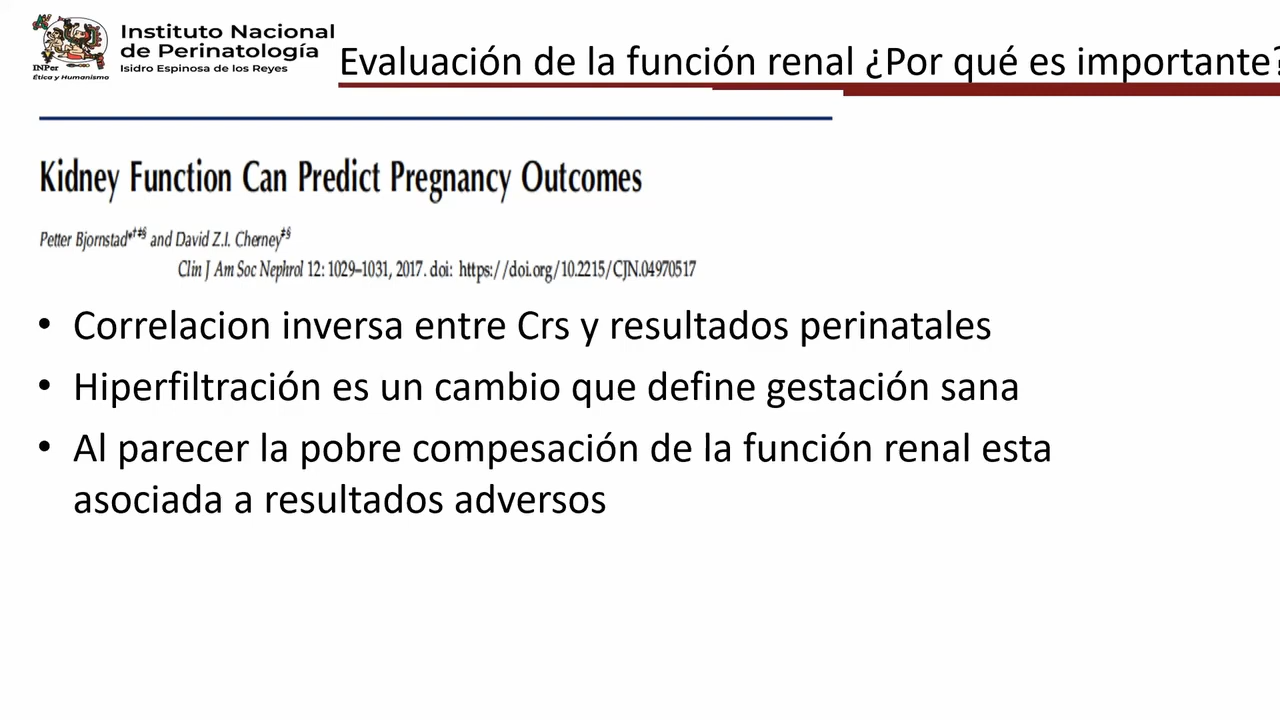 Instituto Nacional
de Perinatología
Isidro Espinosa de los Reyes
INPer
Ética y Humanismo
Evaluación de la función renal ¿Por qué es importante?
Kidney Function Can Predict Pregnancy Outcomes
Petter Bjornstad*†‡§ and David Z.I. Cherney‡§
Clin J Am Soc Nephrol 12: 1029–1031, 2017. doi: https://doi.org/10.2215/CJN.04970517
• Correlacion inversa entre Crs y resultados perinatales
• Hiperfiltración es un cambio que define gestación sana
• Al parecer la pobre compesación de la función renal esta
asociada a resultados adversos